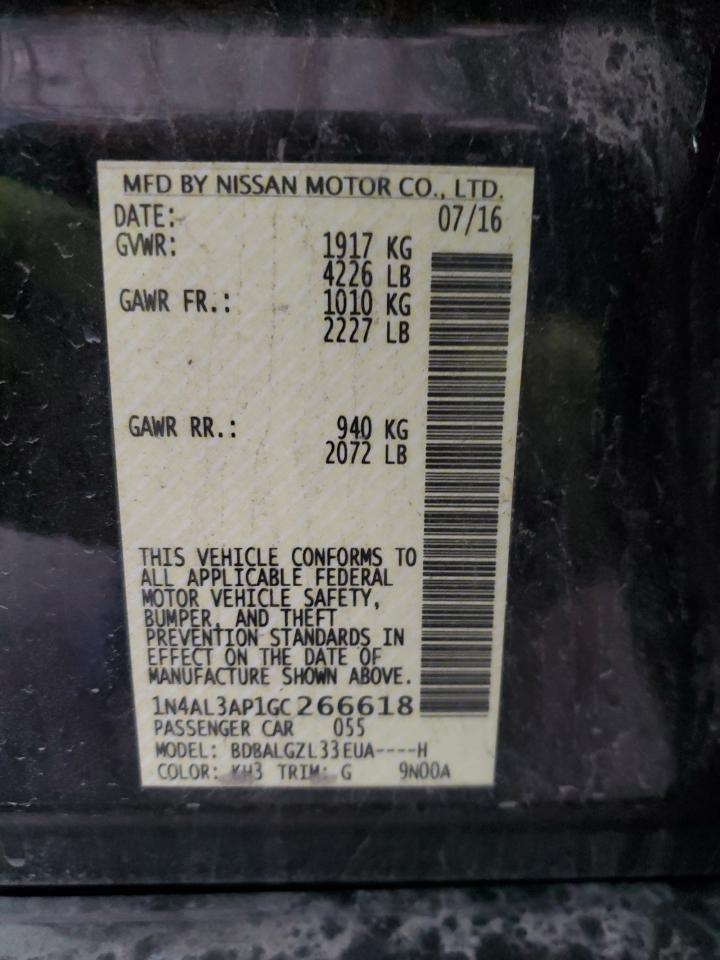 MFD BY NISSAN MOTOR CO., LTD.
DATE: 07/16
GVWR: 1917 KG
4226 LB
GAWR FR.: 1010 KG
2227 LB
GAWR RR.: 940 KG
2072 LB
THIS VEHICLE CONFORMS TO
ALL APPLICABLE FEDERAL
MOTOR VEHICLE SAFETY,
BUMPER, AND THEFT
PREVENTION STANDARDS IN
EFFECT ON THE DATE OF
MANUFACTURE SHOWN ABOVE.
1N4AL3AP1GC266618
PASSENGER CAR 055
MODEL: BDBALGZL33EUA----H
COLOR: KH3 TRIM: G 9N00A